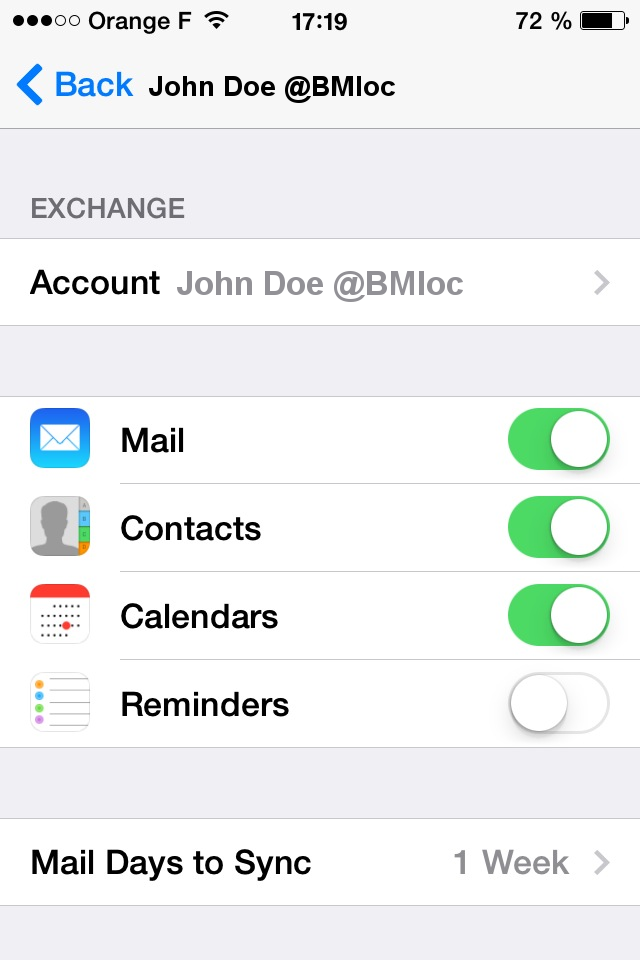 Orange F 17:19 72 %
Back John Doe @BMloc
EXCHANGE
Account John Doe @BMloc
Mail
Contacts
Calendars
Reminders
Mail Days to Sync 1 Week